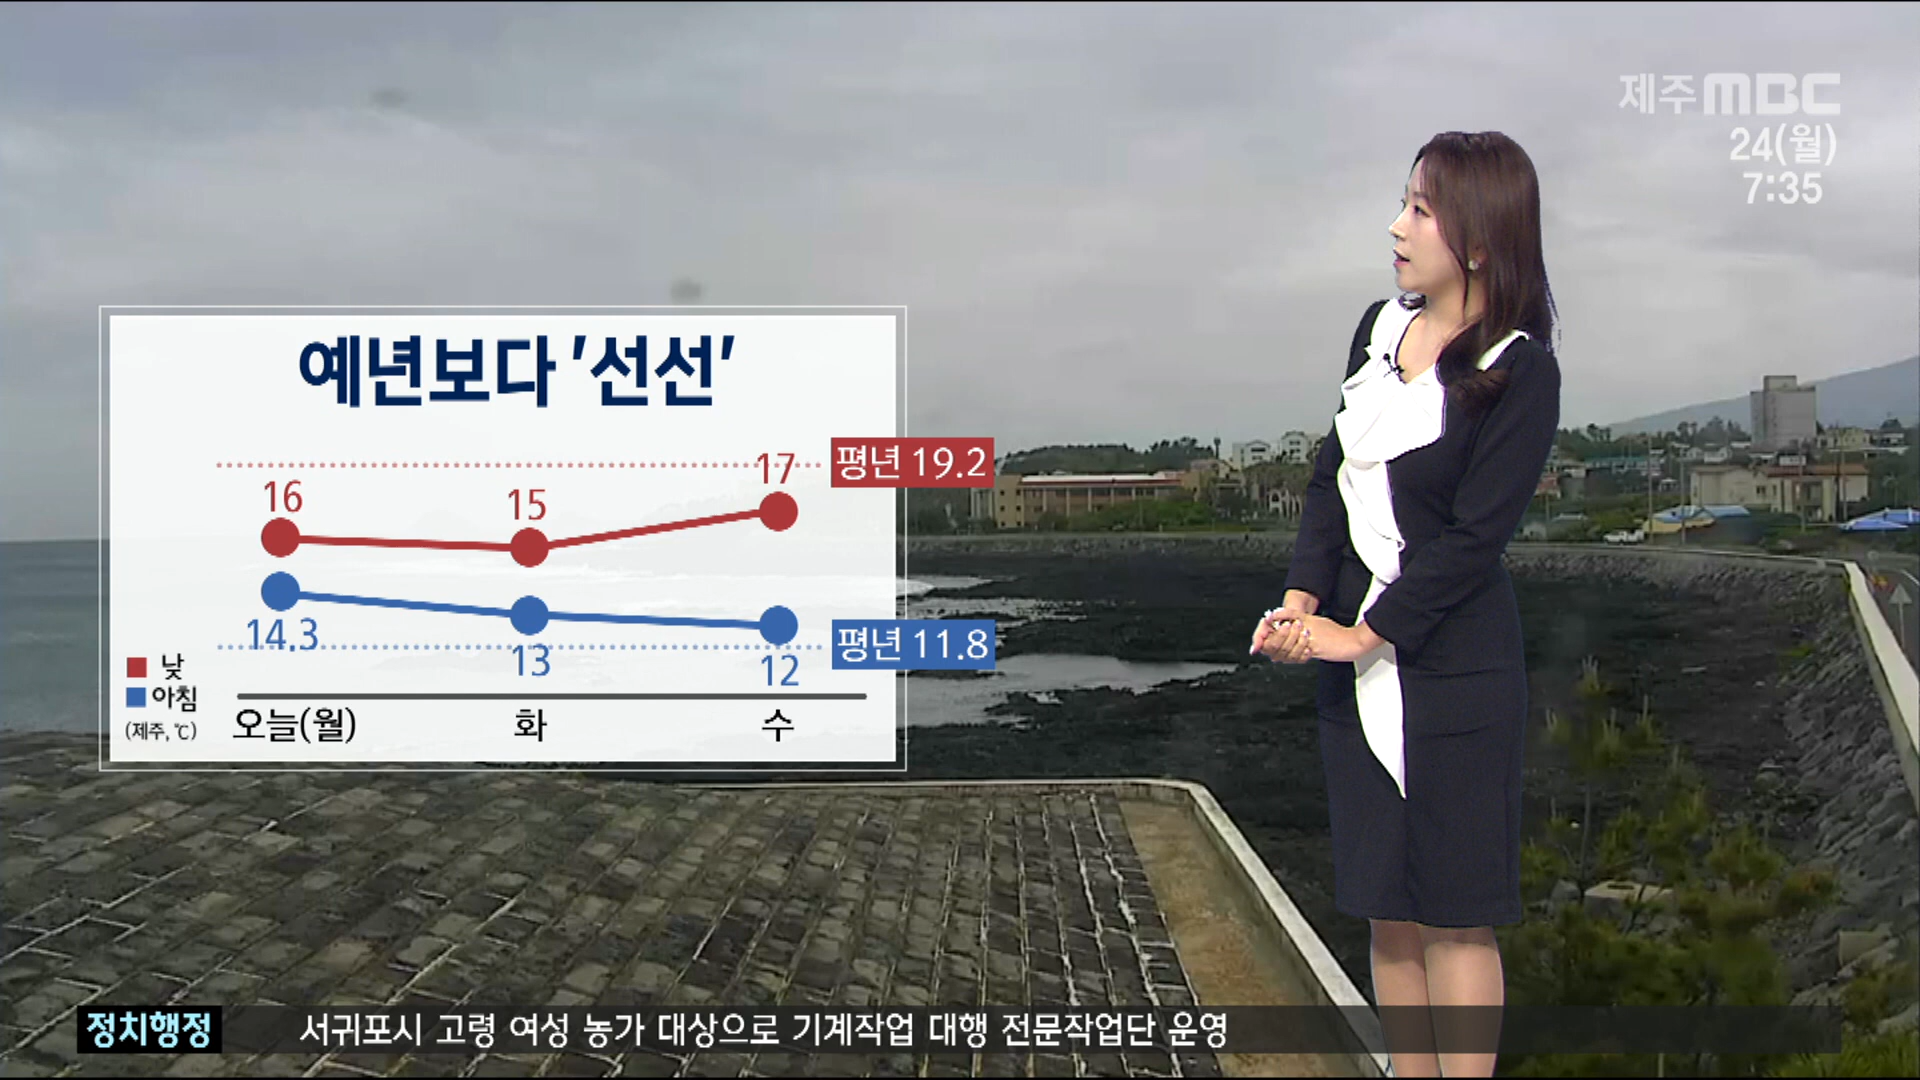 제주MBC
24(월)
7:35
예년보다 '선선'
평년 19.2
16
15
17
14.3
13
12
평년 11.8
낮
아침
(제주, ℃)
오늘(월) 화 수
정치행정 서귀포시 고령 여성 농가 대상으로 기계작업 대행 전문작업단 운영